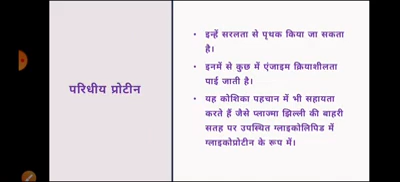 परिधीय प्रोटीन
• इन्हें सरलता से पृथक किया जा सकता
है।
• इनमें से कुछ में एंजाइम क्रियाशीलता
पाई जाती है।
• यह कोशिका पहचान में भी सहायता
करते हैं जैसे प्लाज्मा झिल्ली की बाहरी
सतह पर उपस्थित ग्लाइकोलिपिड में
ग्लाइकोप्रोटीन के रूप में।